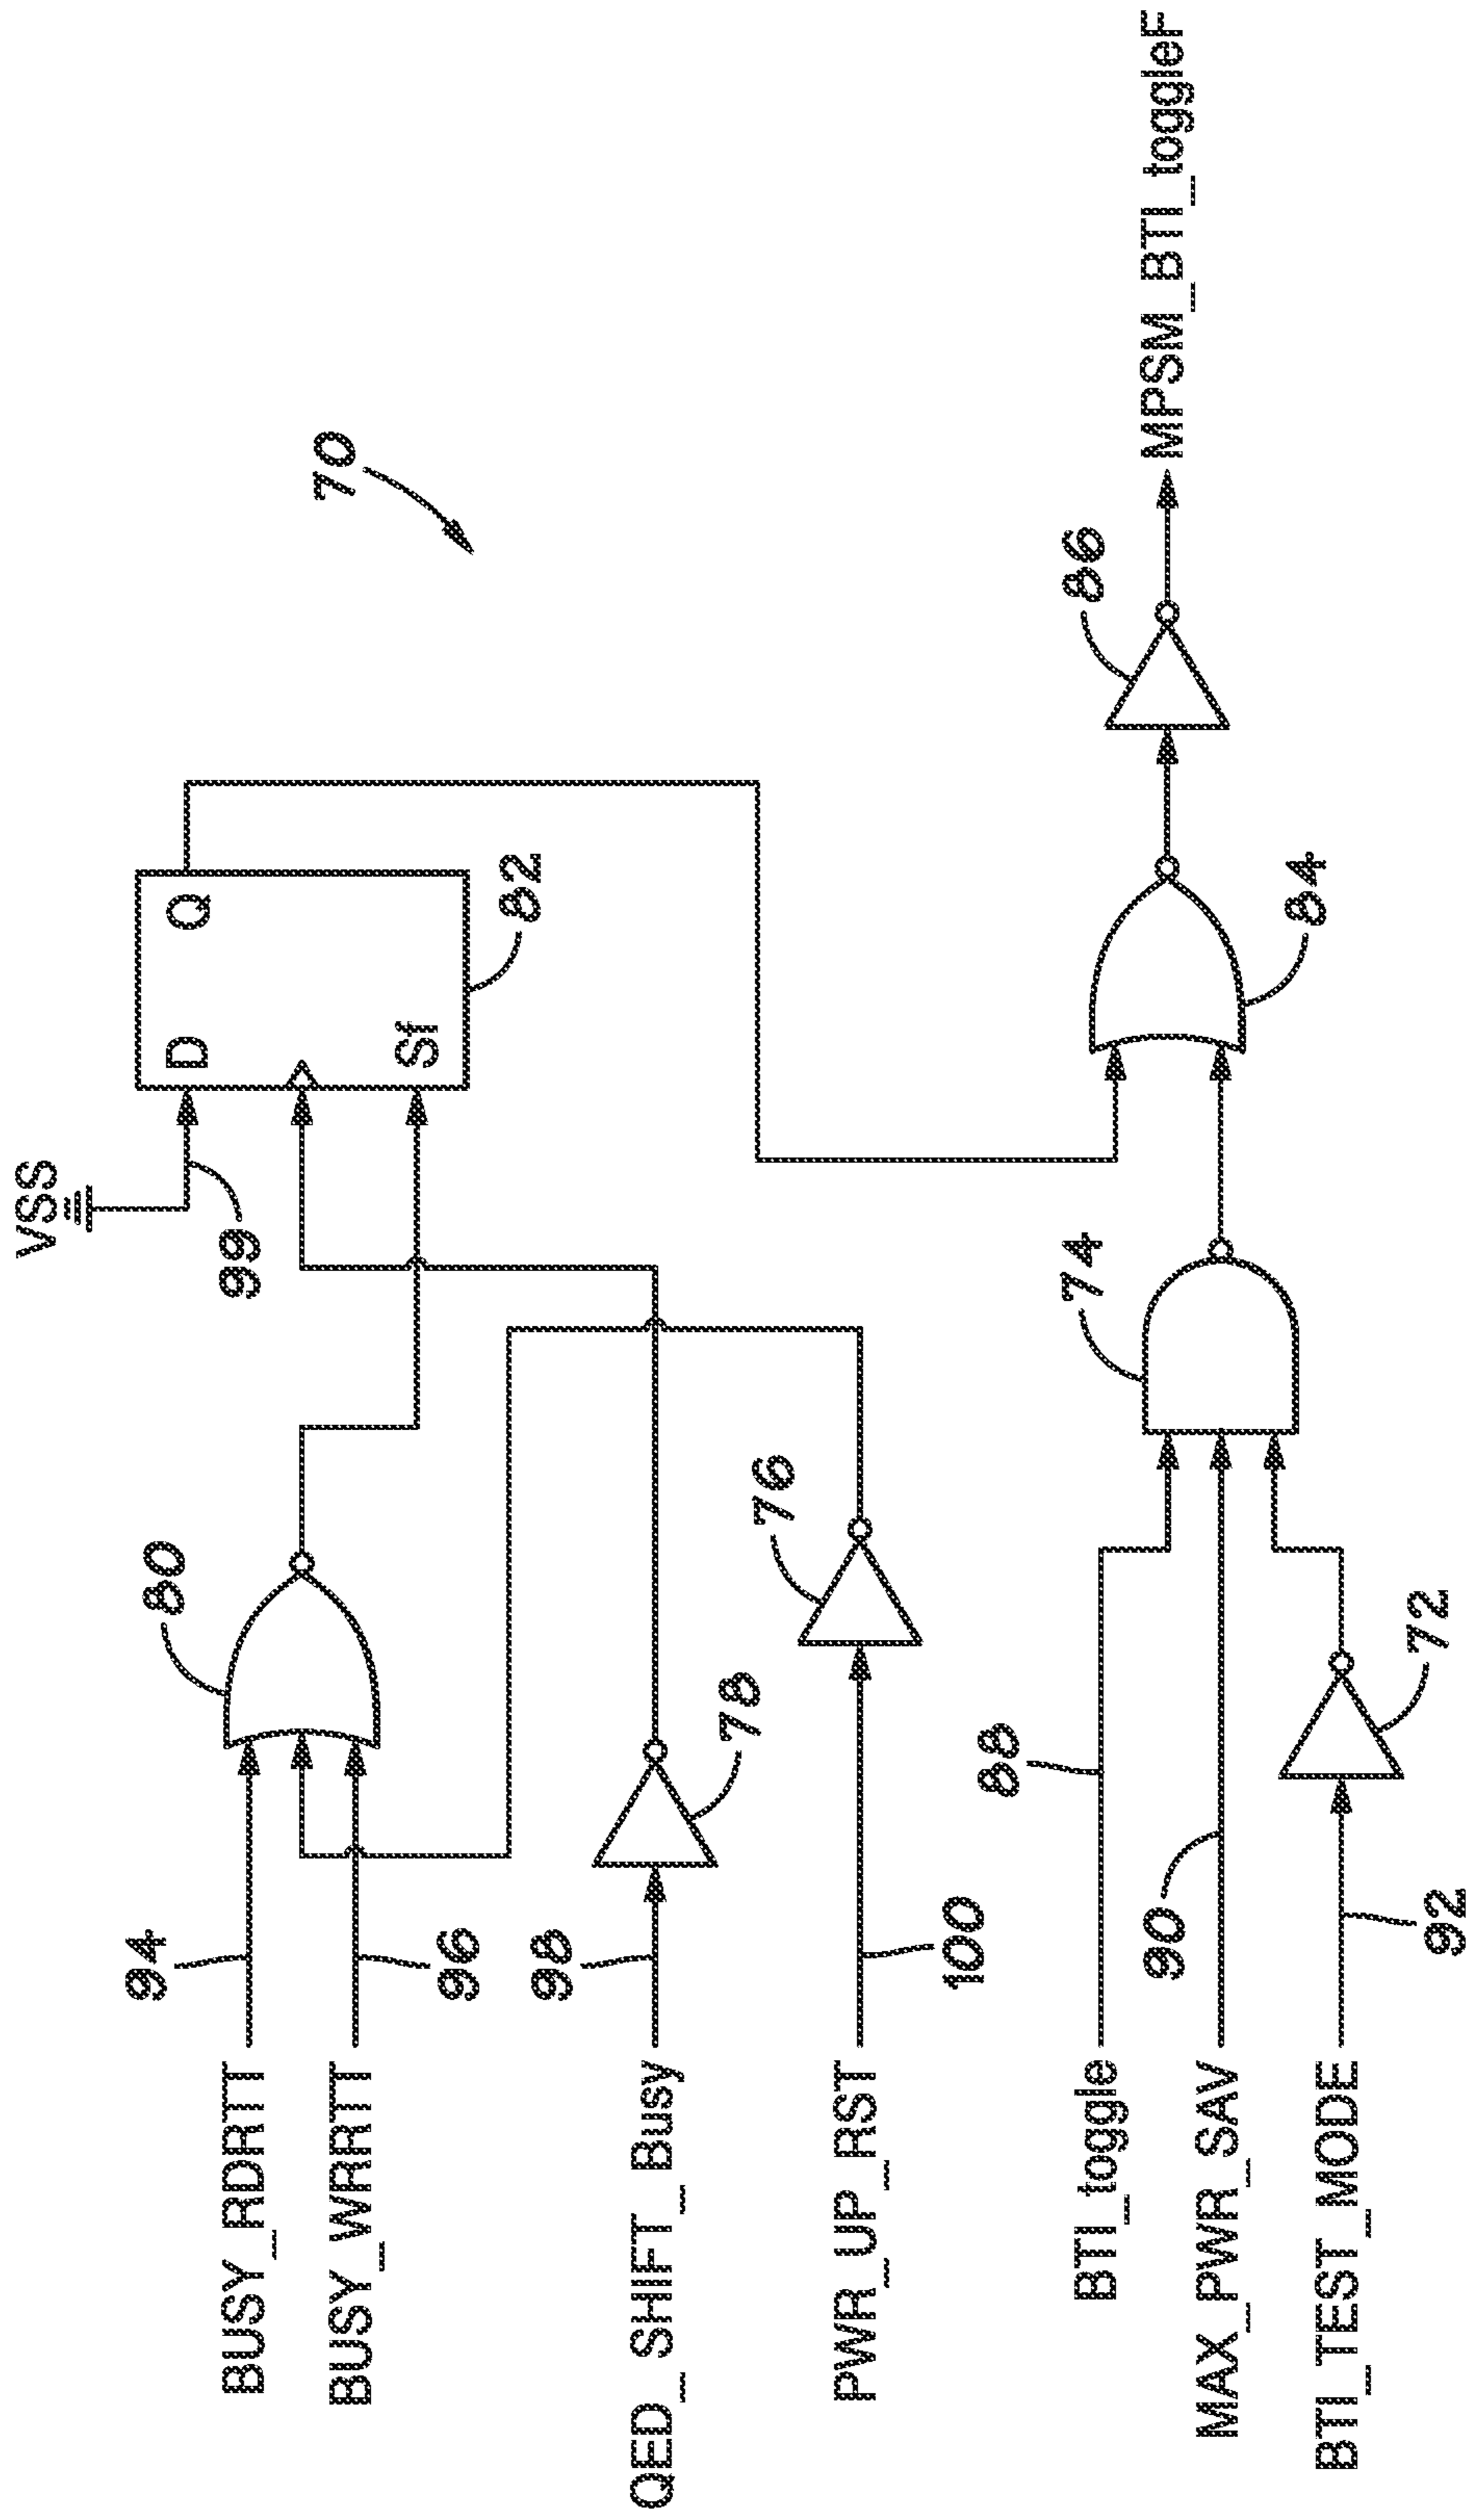 70
VSS
99
D
Q
Sf
82
80
94
BUSY_RDRTT
96
BUSY_WRRTT
98
QED_SHIFT_Busy
78
100
PWR_UP_RST
76
88
BTI_toggle
90
MAX_PWR_SAV
92
BTI_TEST_MODE
72
74
84
86
MPSM_BTI_toggleF